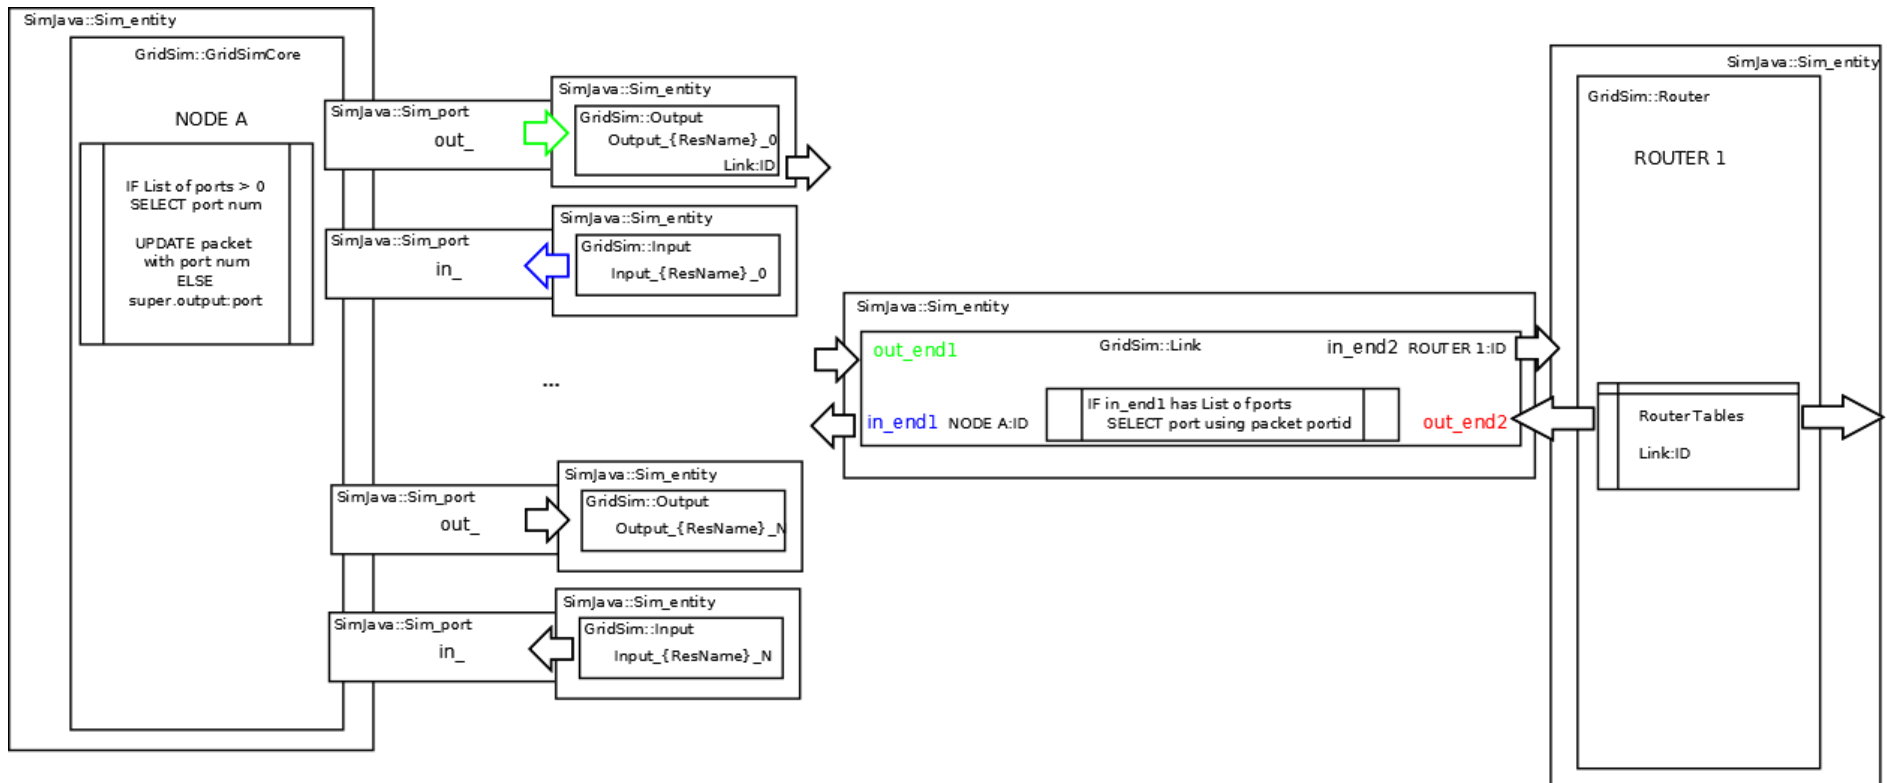 SimJava::Sim_entity
GridSim::GridSimCore
NODE A
IF List of ports > 0
SELECT port num
UPDATE packet
with port num
ELSE
super.output:port
SimJava::Sim_port
out_
SimJava::Sim_entity
GridSim::Output
Output_{ResName}_0
Link:ID
SimJava::Sim_port
in_
SimJava::Sim_entity
GridSim::Input
Input_{ResName}_0
...
SimJava::Sim_port
out_
SimJava::Sim_entity
GridSim::Output
Output_{ResName}_N
SimJava::Sim_port
in_
SimJava::Sim_entity
GridSim::Input
Input_{ResName}_N
SimJava::Sim_entity
out_end1
GridSim::Link
in_end2 ROUTER 1:ID
in_end1 NODE A:ID
IF in_end1 has List of ports
SELECT port using packet portid
out_end2
SimJava::Sim_entity
GridSim::Router
ROUTER 1
RouterTables
Link:ID